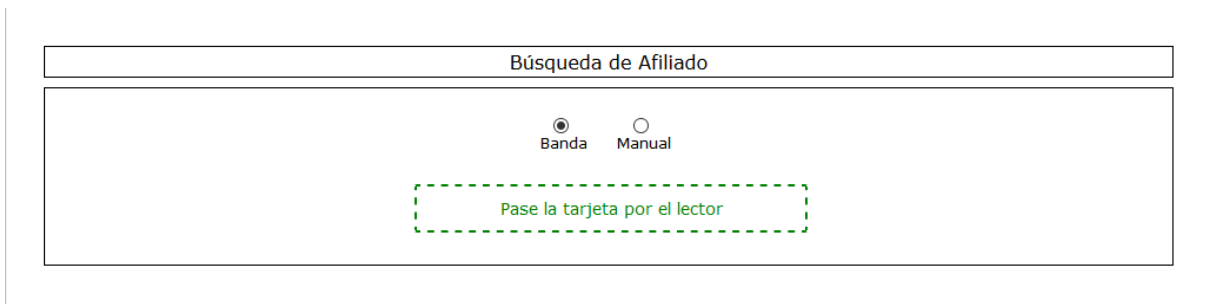 Búsqueda de Afiliado
Banda Manual
Pase la tarjeta por el lector